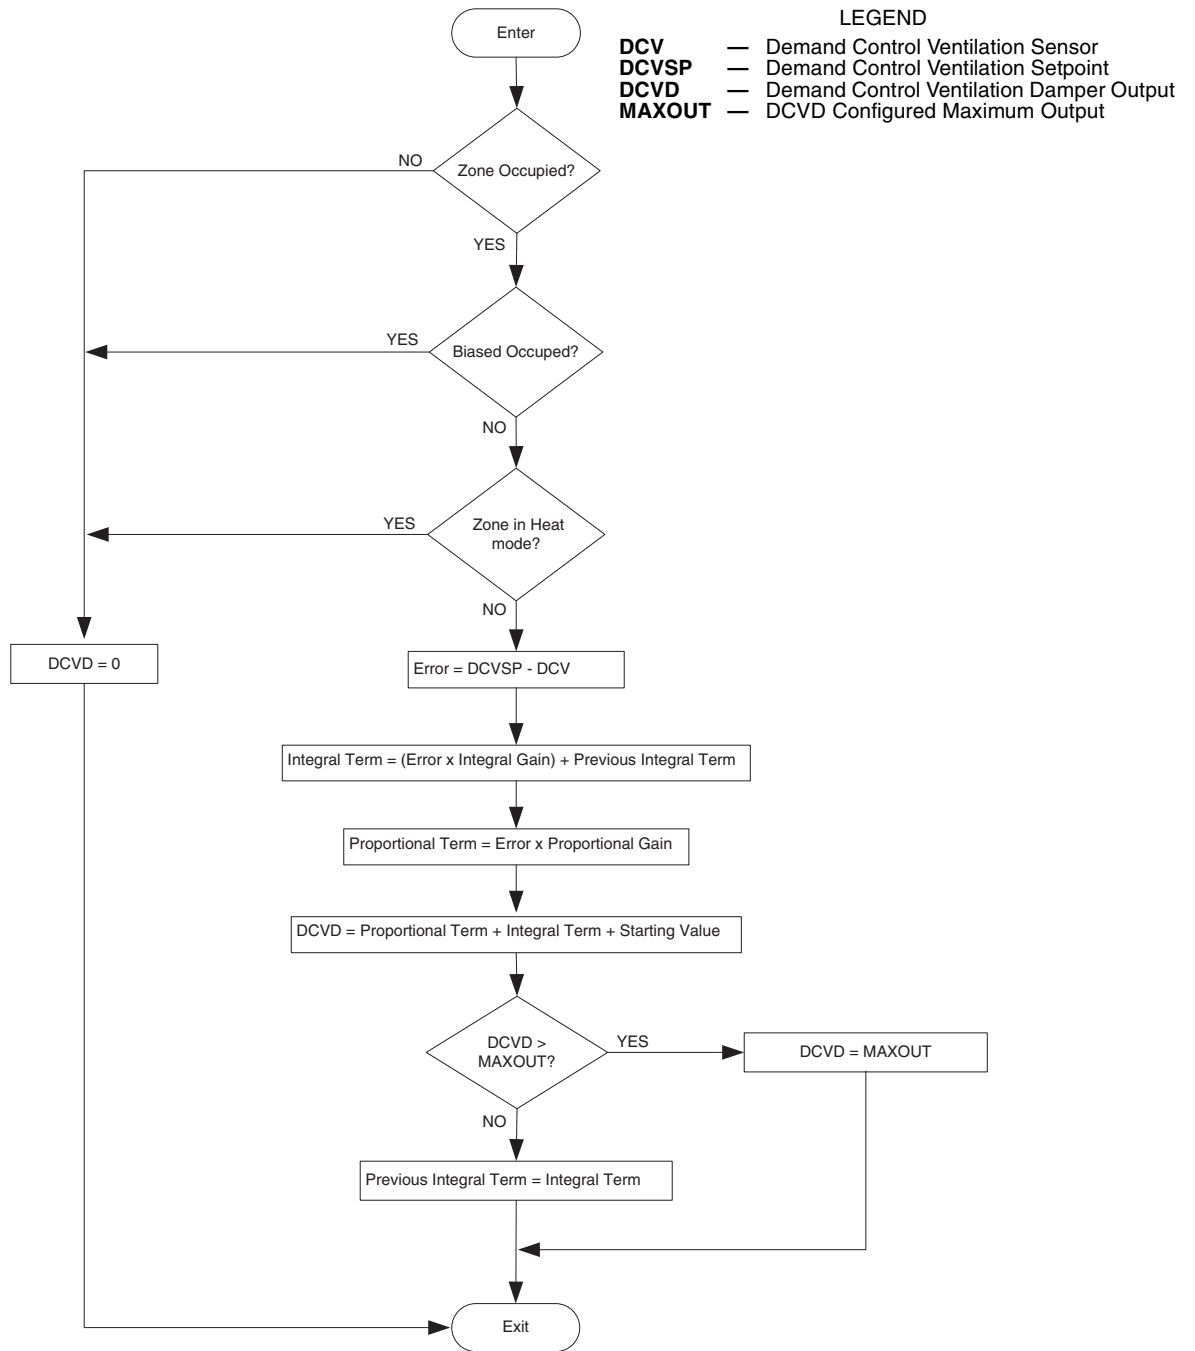 LEGEND
DCV — Demand Control Ventilation Sensor
DCVSP — Demand Control Ventilation Setpoint
DCVD — Demand Control Ventilation Damper Output
MAXOUT — DCVD Configured Maximum Output
Enter
Zone Occupied?
NO
YES
Biased Occuped?
YES
NO
Zone in Heat
mode?
YES
NO
DCVD = 0
Error = DCVSP - DCV
Integral Term = (Error x Integral Gain) + Previous Integral Term
Proportional Term = Error x Proportional Gain
DCVD = Proportional Term + Integral Term + Starting Value
DCVD >
MAXOUT?
YES
DCVD = MAXOUT
NO
Previous Integral Term = Integral Term
Exit